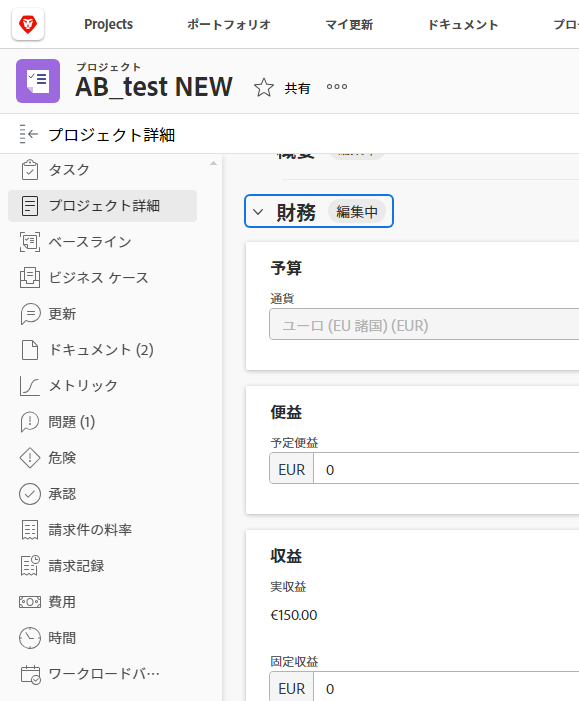 Projects
ポートフォリオ
マイ更新
ドキュメント
プロジェクト
AB_test NEW
共有
プロジェクト詳細
タスク
プロジェクト詳細
ベースライン
ビジネス ケース
更新
ドキュメント (2)
メトリック
問題 (1)
危険
承認
請求件の料率
請求記録
費用
時間
ワークロードバ…
財務
編集中
予算
通貨
ユーロ (EU 諸国) (EUR)
便益
予定便益
EUR
0
収益
実収益
€150.00
固定収益
EUR
0